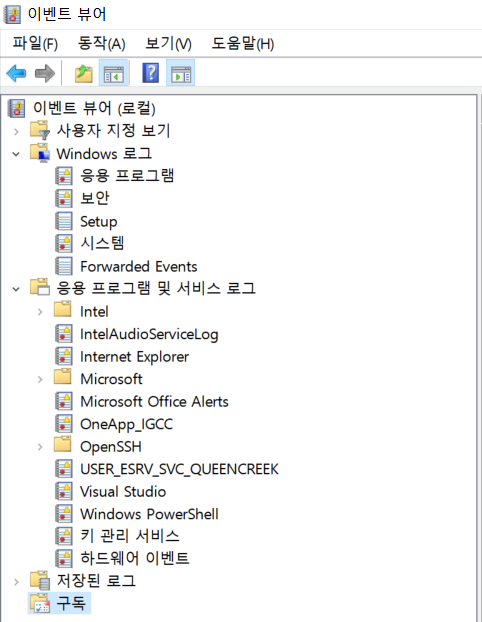 이벤트 뷰어
파일(F) 동작(A) 보기(V) 도움말(H)
이벤트 뷰어 (로컬)
사용자 지정 보기
Windows 로그
응용 프로그램
보안
Setup
시스템
Forwarded Events
응용 프로그램 및 서비스 로그
Intel
IntelAudioServiceLog
Internet Explorer
Microsoft
Microsoft Office Alerts
OneApp_IGCC
OpenSSH
USER_ESRV_SVC_QUEENCREEK
Visual Studio
Windows PowerShell
키 관리 서비스
하드웨어 이벤트
저장된 로그
구독